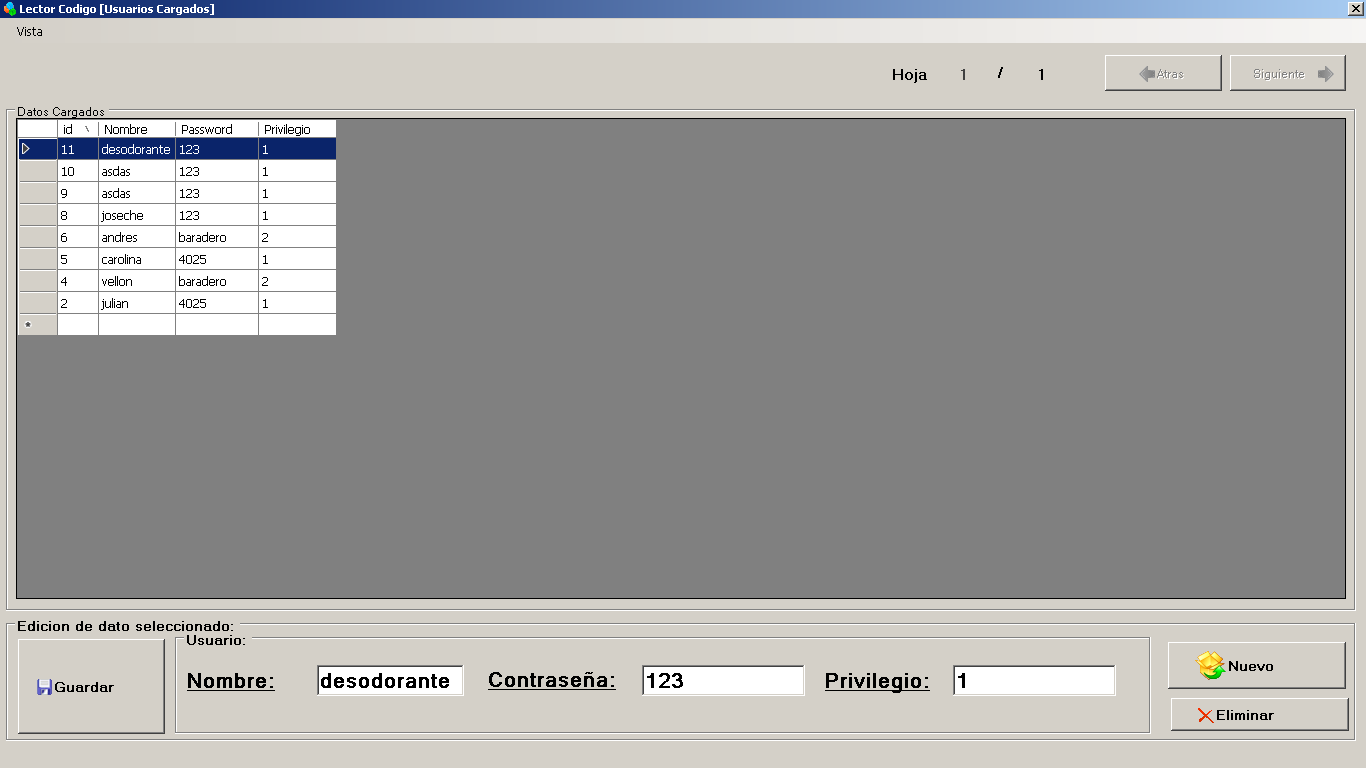 Lector Codigo [Usuarios Cargados]
Vista
Hoja 1 / 1 Atras Siguiente
Datos Cargados
id Nombre Password Privilegio
11 desodorante 123 1
10 asdas 123 1
9 asdas 123 1
8 joseche 123 1
6 andres baradero 2
5 carolina 4025 1
4 vellon baradero 2
2 julian 4025 1
*
Edicion de dato seleccionado:
Usuario:
Guardar Nombre: desodorante Contraseña: 123 Privilegio: 1 Nuevo
Eliminar